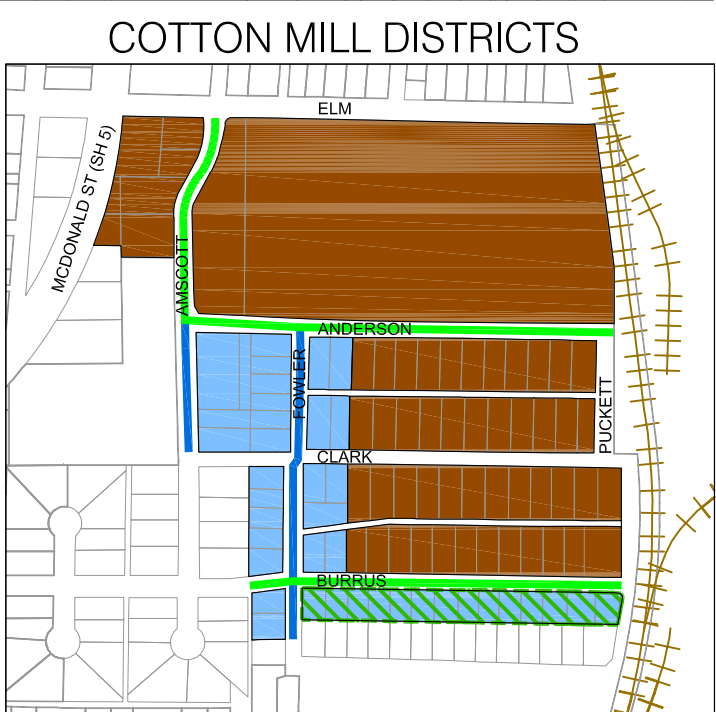 COTTON MILL DISTRICTS
ELM
MCDONALD ST (SH 5)
AMSCOTT
ANDERSON
FOWLER
PUCKETT
CLARK
BURRUS